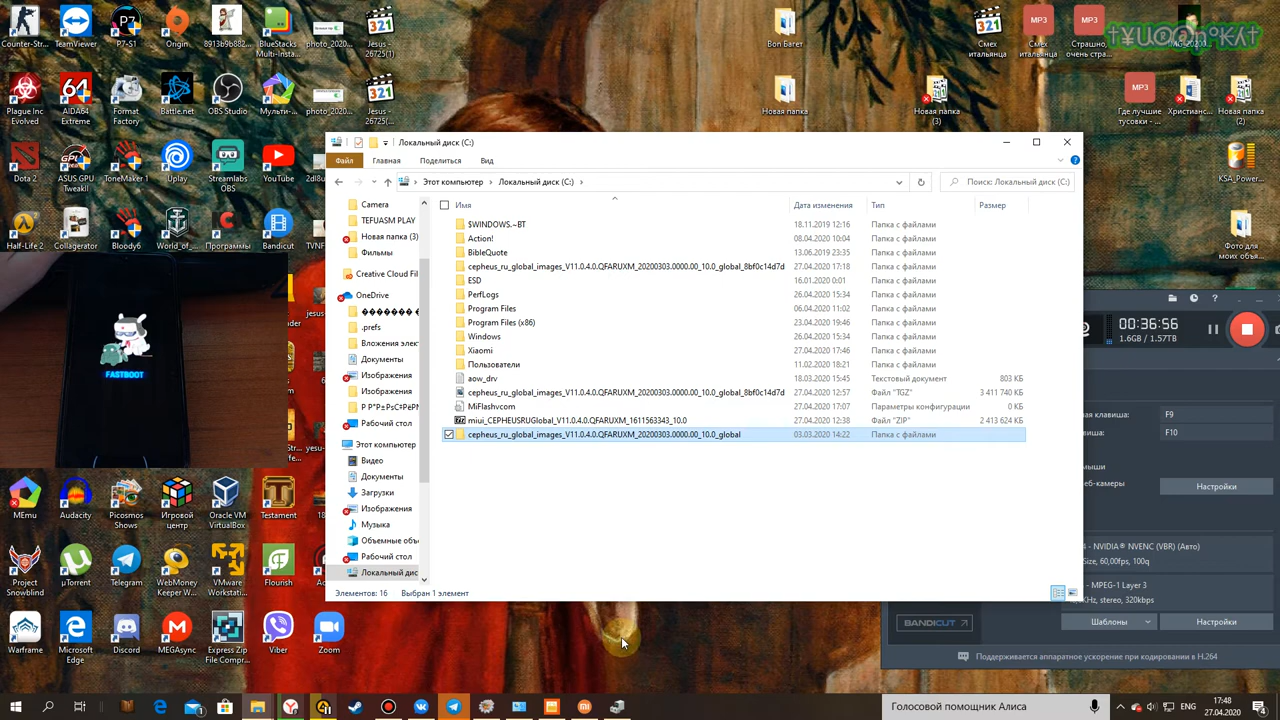 Counter-Str...
TeamViewer
P7-S1
Origin
8913b9b882...
BlueStacks Multi-Insta...
photo_2020...
Jesus - 26725(1)
Воп Багет
Смех итальянца
Смех итальянца
Страшно, очень стра...
†¥UC@@n°K∆†
Plague Inc Evolved
AIDA64 Extreme
Format Factory
Battle.net
OBS Studio
Мульти-...
photo_2020...
Jesus - 26725(...
Новая папка
Новая папка (3)
Где лучшие тусовки - ...
Христианс...
Новая папка (2)
Dota 2
ASUS GPU TweakII
ToneMaker 1
Uplay
Streamlabs OBS
YouTube
KSA_Power...
Half-Life 2
Collagerator
Bloody6
World_of_...
Программы
Bandicut
Фото для моих объя...
Локальный диск (C:)
Файл
Главная
Поделиться
Вид
Этот компьютер
Локальный диск (C:)
Поиск: Локальный диск (C:)
Имя
Дата изменения
Тип
Размер
Camera
TEFUASM PLAY
Новая папка (3)
Фильмы
Creative Cloud Fil
OneDrive
.prefs
Вложения элект
Документы
Изображения
Изображения
Рабочий стол
Этот компьютер
Видео
Документы
Загрузки
Изображения
Музыка
Объемные объ
Рабочий стол
Локальный дис
$WINDOWS.~BT 18.11.2019 12:16 Папка с файлами
Action! 08.04.2020 10:04 Папка с файлами
BibleQuote 13.06.2019 23:35 Папка с файлами
cepheus_ru_global_images_V11.0.4.0.QFARUXM_20200303.0000.00_10.0_global_8bf0c14d7d 27.04.2020 17:18 Папка с файлами
ESD 16.01.2020 0:01 Папка с файлами
PerfLogs 26.04.2020 15:34 Папка с файлами
Program Files 06.04.2020 11:02 Папка с файлами
Program Files (x86) 23.04.2020 19:46 Папка с файлами
Windows 26.04.2020 15:34 Папка с файлами
Xiaomi 27.04.2020 17:46 Папка с файлами
Пользователи 11.02.2020 18:21 Папка с файлами
aow_drv 18.03.2020 15:45 Текстовый документ 803 КБ
cepheus_ru_global_images_V11.0.4.0.QFARUXM_20200303.0000.00_10.0_global_8bf0c14d7d 27.04.2020 12:57 Файл "TGZ" 3 411 740 КБ
MiFlashvcom 27.04.2020 17:07 Параметры конфигурации 0 КБ
miui_CEPHEUSRUGlobal_V11.0.4.0.QFARUXM_1611563343_10.0 27.04.2020 12:38 Файл "ZIP" 2 413 624 КБ
cepheus_ru_global_images_V11.0.4.0.QFARUXM_20200303.0000.00_10.0_global 03.03.2020 14:22 Папка с файлами
Элементов: 16
Выбран 1 элемент
FASTBOOT
00:36:56
1.6GB / 1.57TB
F9
F10
Настройки
NVIDIA® NVENC (VBR) (Авто)
Size, 60,00fps, 100q
MPEG-1 Layer 3
KHz, stereo, 320kbps
Шаблоны
Настройки
BANDICUT
Поддерживается аппаратное ускорение при кодировании в H.264
MEmu
Audacity
Picosmos Shows
Игровой центр
Oracle VM VirtualBox
Testament
Project Snowblind
µTorrent
Telegram
WebMoney Keeper W...
VMware Workstati...
Flourish
Warframe
Microsoft Edge
Discord
MEGAsync
Express Zip File Compr...
Viber
Zoom
Голосовой помощник Алиса
ENG
17:48
27.04.2020